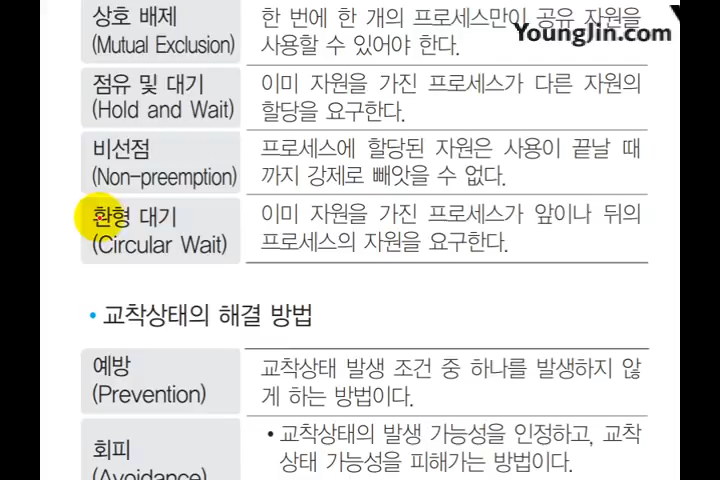 상호 배제
(Mutual Exclusion)
한 번에 한 개의 프로세스만이 공유 자원을
사용할 수 있어야 한다.
YoungJin.com
점유 및 대기
(Hold and Wait)
이미 자원을 가진 프로세스가 다른 자원의
할당을 요구한다.
비선점
(Non-preemption)
프로세스에 할당된 자원은 사용이 끝날 때
까지 강제로 빼앗을 수 없다.
환형 대기
(Circular Wait)
이미 자원을 가진 프로세스가 앞이나 뒤의
프로세스의 자원을 요구한다.
• 교착상태의 해결 방법
예방
(Prevention)
교착상태 발생 조건 중 하나를 발생하지 않
게 하는 방법이다.
회피
(Avoidance)
• 교착상태의 발생 가능성을 인정하고, 교착
상태 가능성을 피해가는 방법이다.